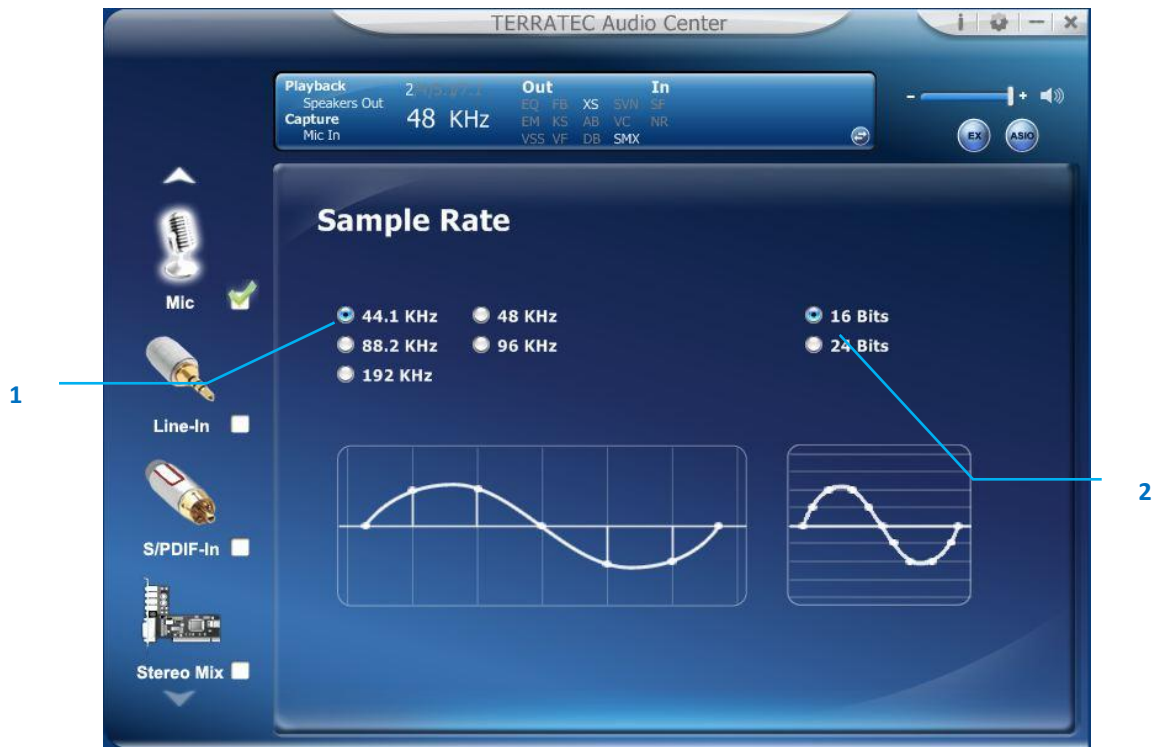 TERRATEC Audio Center
i
Playback
Speakers Out
Capture
Mic In
2
48 KHz
Out In
EQ FB XS SVN SF
EM KS AB VC NR
VSS VF DB SMX
- +
EX ASIO
Sample Rate
Mic
44.1 KHz 48 KHz 16 Bits
88.2 KHz 96 KHz 24 Bits
192 KHz
1
Line-In
2
S/PDIF-In
Stereo Mix